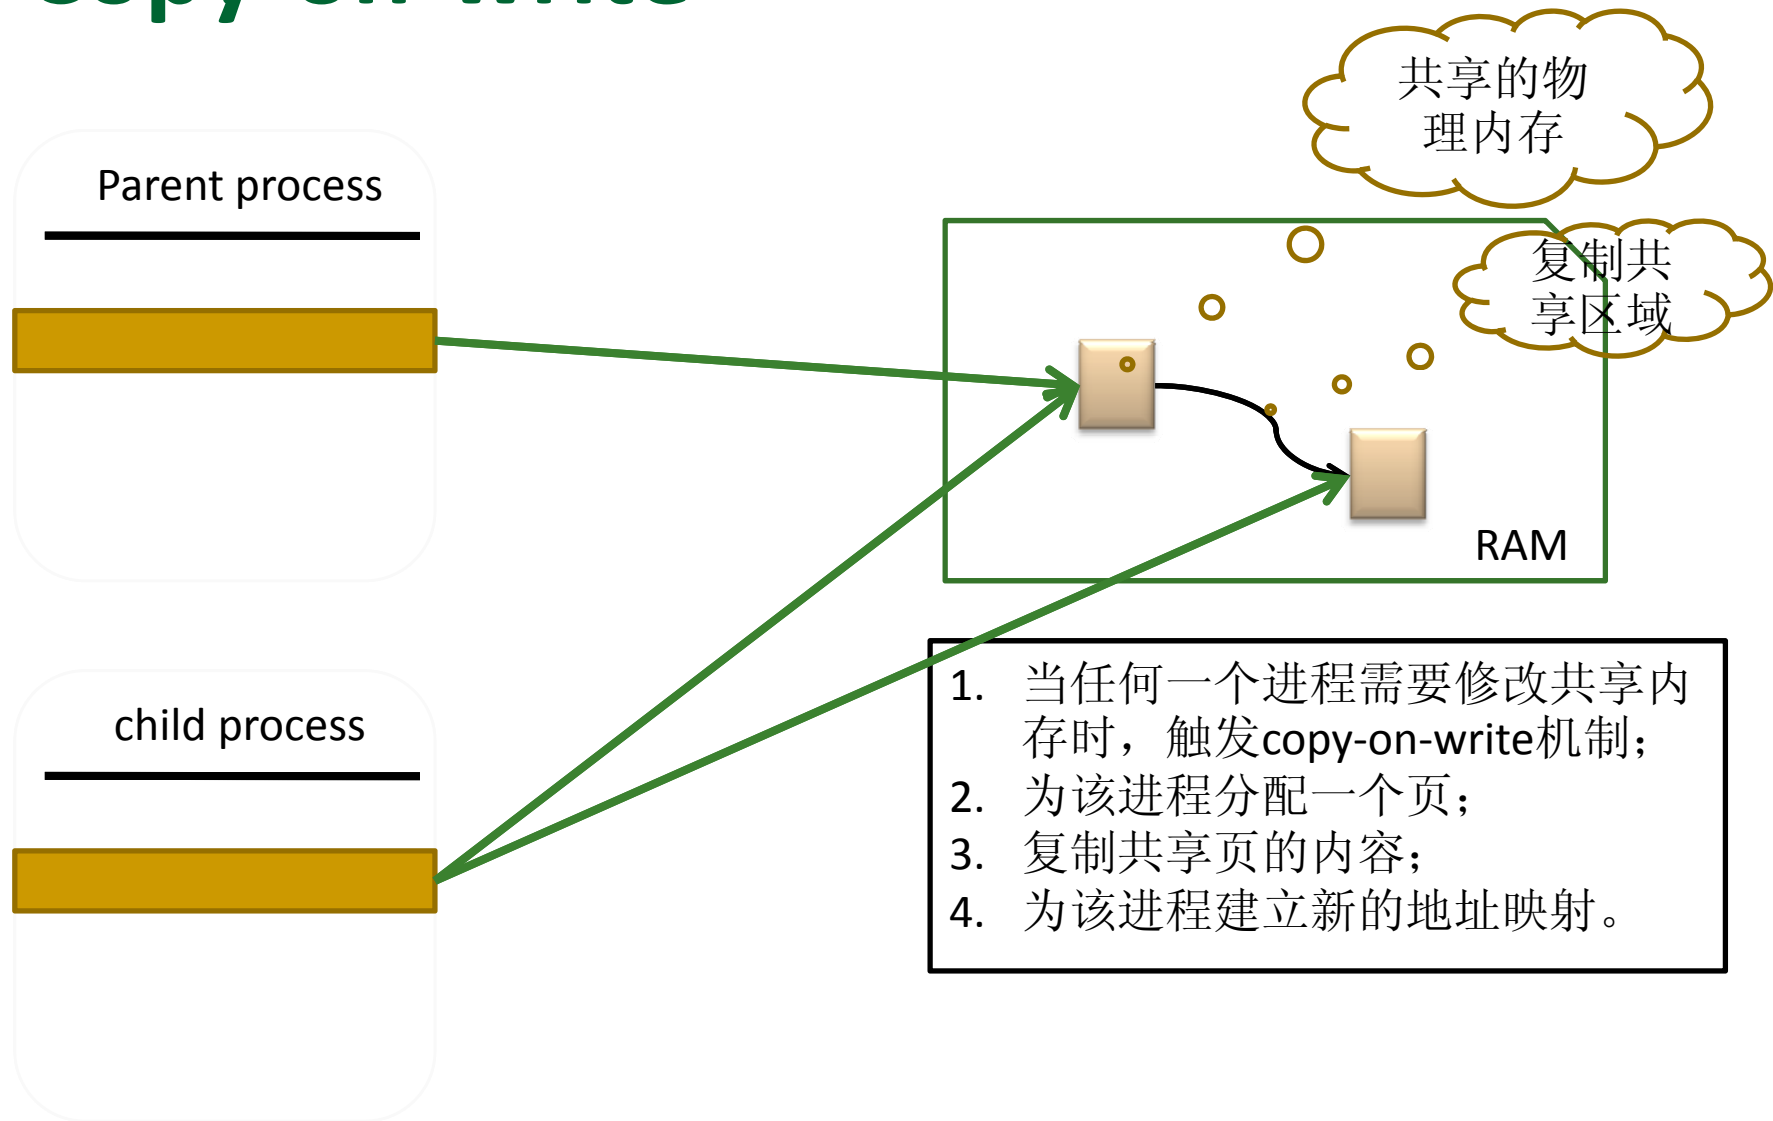 copy-on-write
共享的物
理内存
Parent process
复制共
享区域
RAM
1. 当任何一个进程需要修改共享内
存时，触发copy-on-write机制；
child process
2. 为该进程分配一个页；
3. 复制共享页的内容；
4. 为该进程建立新的地址映射。